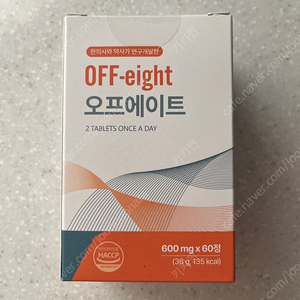 한의사와 약사가 연구개발한
OFF-eight
오프에이트
2 TABLETS ONCE A DAY
HACCP
600 mg x 60정
(36 g, 135 kcal)